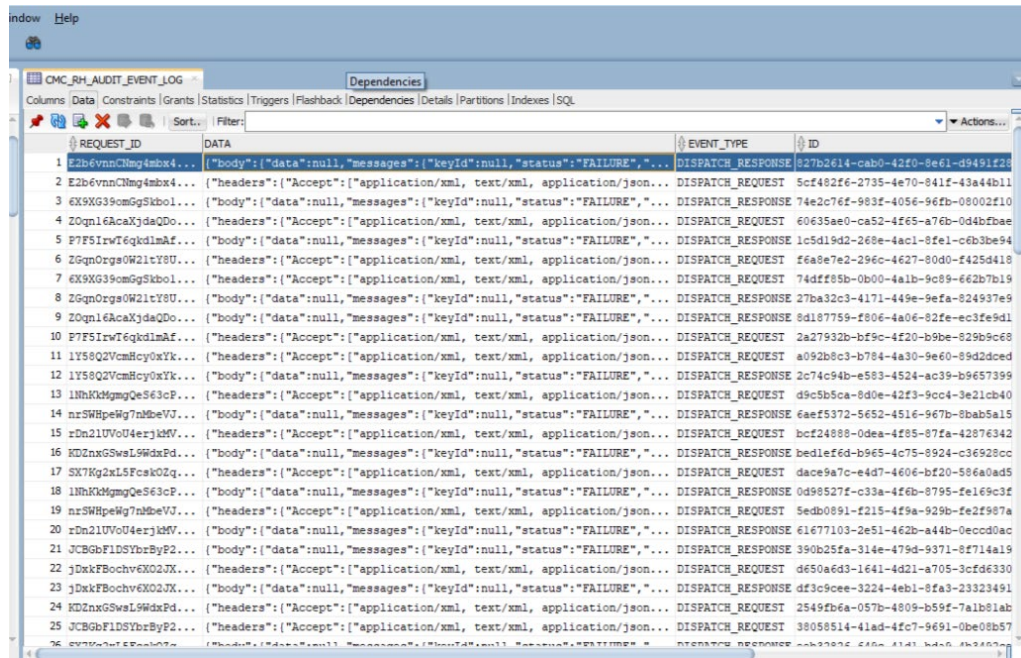 indow Help
CMC_RH_AUDIT_EVENT_LOG
Dependencies
Columns Data Constraints Grants Statistics Triggers Flashback Dependencies Details Partitions Indexes SQL
Sort.. Filter: Actions...
REQUEST_ID DATA EVENT_TYPE ID
1 E2b6vnnCNmg4mbx4... {"body":{"data":null,"messages":{"keyId":null,"status":"FAILURE","... DISPATCH_RESPONSE 827b2614-cab0-42f0-8e61-d9491f28
2 E2b6vnnCNmg4mbx4... {"headers":{"Accept":["application/xml, text/xml, application/json... DISPATCH_REQUEST 5cf482f6-2735-4e70-841f-43a44b11
3 6X9XG39omGgSkbol... {"body":{"data":null,"messages":{"keyId":null,"status":"FAILURE","... DISPATCH_RESPONSE 74e2c76f-983f-4056-96fb-08002f10
4 ZOqn16AcaXjdaQDo... {"headers":{"Accept":["application/xml, text/xml, application/json... DISPATCH_REQUEST 60635ae0-ca52-4f65-a76b-0d4bfbae
5 P7F5IrwT6qkdlmAf... {"body":{"data":null,"messages":{"keyId":null,"status":"FAILURE","... DISPATCH_RESPONSE 1c5d19d2-268e-4ac1-8fe1-c6b3be94
6 ZGqnOrgs0W21tY8U... {"headers":{"Accept":["application/xml, text/xml, application/json... DISPATCH_REQUEST f6a8e7e2-296c-4627-80d0-f425d418
7 6X9XG39omGgSkbol... {"headers":{"Accept":["application/xml, text/xml, application/json... DISPATCH_REQUEST 74dff85b-0b00-4a1b-9c89-662b7b19
8 ZGqnOrgs0W21tY8U... {"body":{"data":null,"messages":{"keyId":null,"status":"FAILURE","... DISPATCH_RESPONSE 27ba32c3-4171-449e-9efa-824937e9
9 ZOqn16AcaXjdaQDo... {"body":{"data":null,"messages":{"keyId":null,"status":"FAILURE","... DISPATCH_RESPONSE 8d187759-f806-4a06-82fe-ec3fe9d1
10 P7F5IrwT6qkdlmAf... {"headers":{"Accept":["application/xml, text/xml, application/json... DISPATCH_REQUEST 2a27932b-bf9c-4f20-b9be-829b9c68
11 1Y58Q2VcmHcy0xYk... {"headers":{"Accept":["application/xml, text/xml, application/json... DISPATCH_REQUEST a092b8c3-b784-4a30-9e60-89d2dced
12 1Y58Q2VcmHcy0xYk... {"body":{"data":null,"messages":{"keyId":null,"status":"FAILURE","... DISPATCH_RESPONSE 2c74c94b-e583-4524-ac39-b9657399
13 1NhKkMgmgQeS63cP... {"headers":{"Accept":["application/xml, text/xml, application/json... DISPATCH_REQUEST d9c5b5ca-8d0e-42f3-9cc4-3e21cb40
14 nrSWHpeWg7nMbeVJ... {"headers":{"Accept":["application/xml, text/xml, application/json... DISPATCH_REQUEST 6aef5372-5652-4516-967b-8bab5a15
15 rDn21UVoU4erjkMV... {"headers":{"Accept":["application/xml, text/xml, application/json... DISPATCH_REQUEST bcf24888-0dea-4f85-87fa-42876342
16 KDZnxGSwsL9WdxPd... {"body":{"data":null,"messages":{"keyId":null,"status":"FAILURE","... DISPATCH_RESPONSE bed1ef6d-b965-4c75-8924-c36928cc
17 SX7Kg2xL5FcskOZq... {"headers":{"Accept":["application/xml, text/xml, application/json... DISPATCH_REQUEST dace9a7c-e4d7-4606-bf20-586a0ad5
18 1NhKkMgmgQeS63cP... {"body":{"data":null,"messages":{"keyId":null,"status":"FAILURE","... DISPATCH_RESPONSE 0d98527f-c33a-4f6b-8795-fe169c3f
19 nrSWHpeWg7nMbeVJ... {"body":{"data":null,"messages":{"keyId":null,"status":"FAILURE","... DISPATCH_RESPONSE 5edb0891-f215-4f9a-929b-fe2f987a
20 rDn21UVoU4erjkMV... {"body":{"data":null,"messages":{"keyId":null,"status":"FAILURE","... DISPATCH_RESPONSE 61677103-2e51-462b-a44b-0eccd0ac
21 JCBGbF1DSYbrByP2... {"body":{"data":null,"messages":{"keyId":null,"status":"FAILURE","... DISPATCH_RESPONSE 390b25fa-314e-479d-9371-8f714a19
22 jDxkFBochv6XO2JX... {"headers":{"Accept":["application/xml, text/xml, application/json... DISPATCH_REQUEST d650a6d3-1641-4d21-a705-3cfd6330
23 jDxkFBochv6XO2JX... {"body":{"data":null,"messages":{"keyId":null,"status":"FAILURE","... DISPATCH_RESPONSE df3c9cee-3224-4eb1-8fa3-23323491
24 KDZnxGSwsL9WdxPd... {"headers":{"Accept":["application/xml, text/xml, application/json... DISPATCH_REQUEST 2549fb6a-057b-4809-b59f-7a1b81ab
25 JCBGbF1DSYbrByP2... {"headers":{"Accept":["application/xml, text/xml, application/json... DISPATCH_REQUEST 38058514-41ad-4fc7-9691-0be08b57